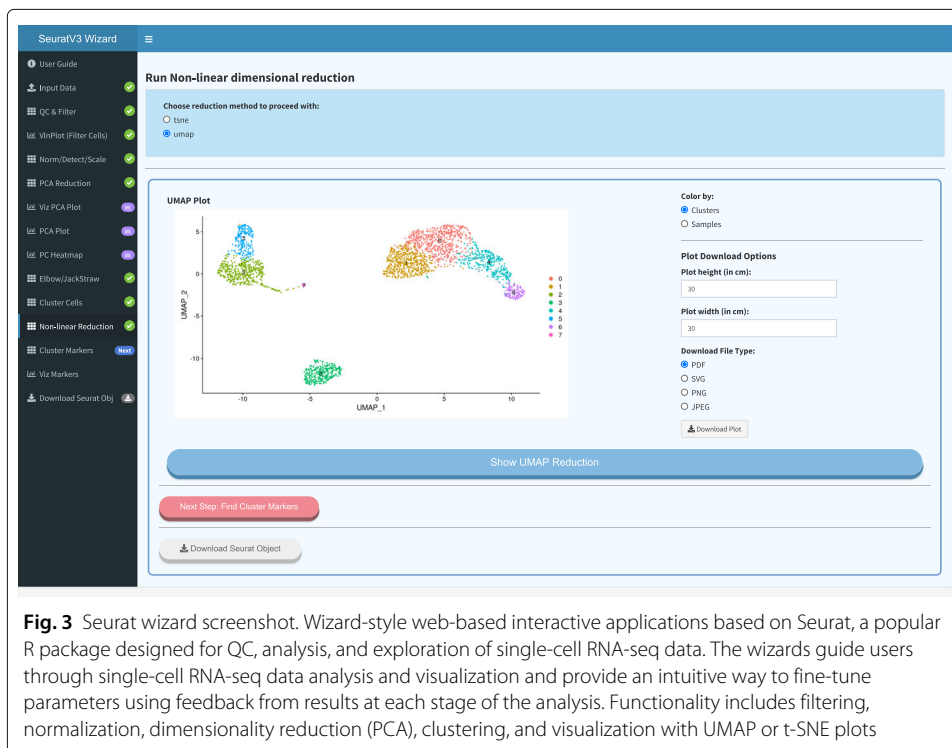 SeuratV3 Wizard
User Guide
Input Data
QC & Filter
VlnPlot (Filter Cells)
Norm/Detect/Scale
PCA Reduction
Viz PCA Plot
PCA Plot
PC Heatmap
Elbow/JackStraw
Cluster Cells
Non-linear Reduction
Cluster Markers Next
Viz Markers
Download Seurat Obj
Run Non-linear dimensional reduction
Choose reduction method to proceed with:
tsne
umap
UMAP Plot
5
0
-5
-10
UMAP_2
-10 -5 0 5 10
UMAP_1
0
1
2
3
4
5
6
7
Color by:
Clusters
Samples
Plot Download Options
Plot height (in cm):
30
Plot width (in cm):
30
Download File Type:
PDF
SVG
PNG
JPEG
Download Plot
Show UMAP Reduction
Next Step: Find Cluster Markers
Download Seurat Object
Fig. 3 Seurat wizard screenshot. Wizard-style web-based interactive applications based on Seurat, a popular
R package designed for QC, analysis, and exploration of single-cell RNA-seq data. The wizards guide users
through single-cell RNA-seq data analysis and visualization and provide an intuitive way to fine-tune
parameters using feedback from results at each stage of the analysis. Functionality includes filtering,
normalization, dimensionality reduction (PCA), clustering, and visualization with UMAP or t-SNE plots